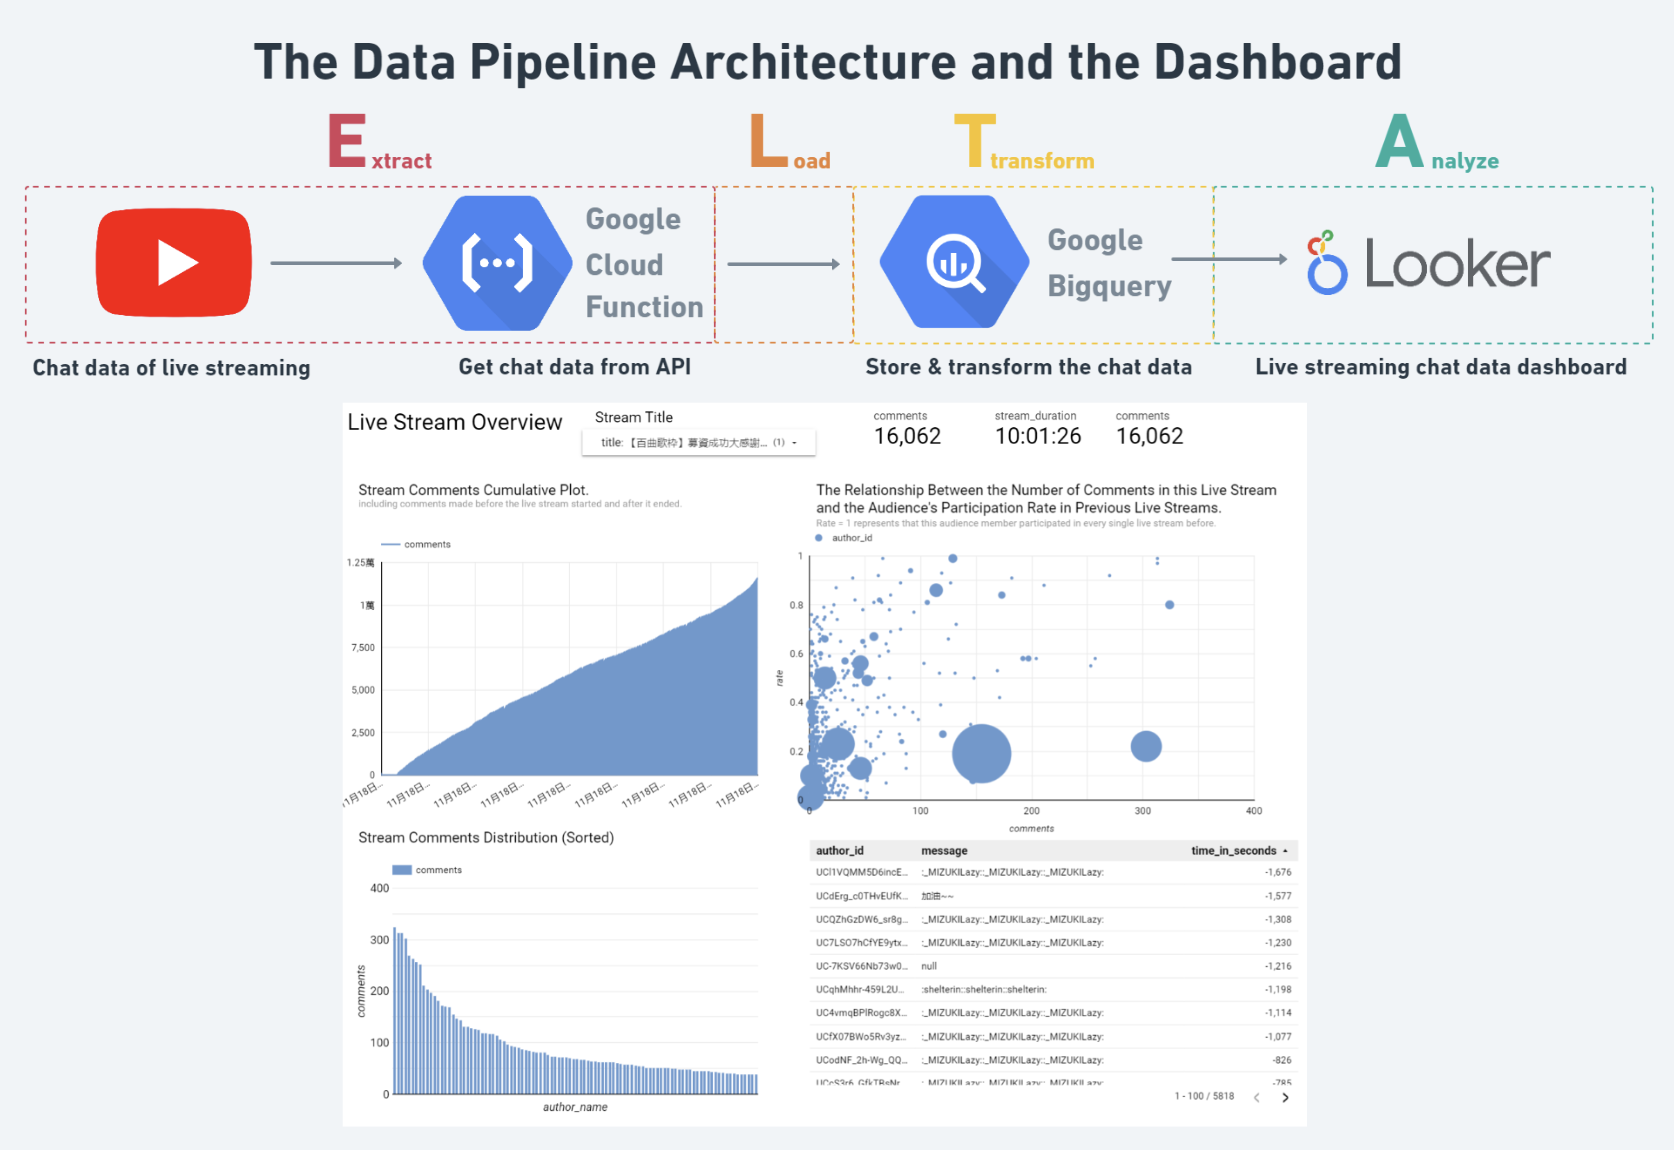 The Data Pipeline Architecture and the Dashboard
Extract
Load
Ttransform
Analyze
Google
Cloud
Function
Google
Bigquery
Looker
Chat data of live streaming
Get chat data from API
Store & transform the chat data
Live streaming chat data dashboard
Live Stream Overview
Stream Title
title: 【百曲歌枠】募資成功大感謝... (1)
comments
16,062
stream_duration
10:01:26
comments
16,062
Stream Comments Cumulative Plot.
including comments made before the live stream started and after it ended.
comments
1.25萬
1萬
7,500
5,000
2,500
0
11月18日... 11月18日... 11月18日... 11月18日... 11月18日... 11月18日... 11月18日... 11月18日... 11月18日...
The Relationship Between the Number of Comments in this Live Stream
and the Audience's Participation Rate in Previous Live Streams.
Rate = 1 represents that this audience member participated in every single live stream before.
author_id
1
0.8
0.6
0.4
0.2
0
rate
0 100 200 300 400
comments
Stream Comments Distribution (Sorted)
comments
400
300
200
100
0
comments
author_name
author_id message time_in_seconds
UCl1VQMM5D6incE... :_MIZUKILazy::_MIZUKILazy::_MIZUKILazy: -1,676
UCdErg_c0THvEUfK... 加油~~ -1,577
UCQZhGzDW6_sr8g... :_MIZUKILazy::_MIZUKILazy::_MIZUKILazy: -1,308
UC7LSO7hCfYE9ytx... :_MIZUKILazy::_MIZUKILazy::_MIZUKILazy: -1,230
UC-7KSV66Nb73w0... null -1,216
UCqhMhhr-459L2U... :shelterin::shelterin::shelterin: -1,198
UC4vmqBPlRogc8X... :_MIZUKILazy::_MIZUKILazy::_MIZUKILazy: -1,114
UCfX07BWo5Rv3yz... :_MIZUKILazy::_MIZUKILazy::_MIZUKILazy: -1,077
UCodNF_2h-Wg_QQ... :_MIZUKILazy::_MIZUKILazy::_MIZUKILazy: -826
:_MIZUKILazy::_MIZUKILazy::_MIZUKILazy: -785
1 - 100 / 5818